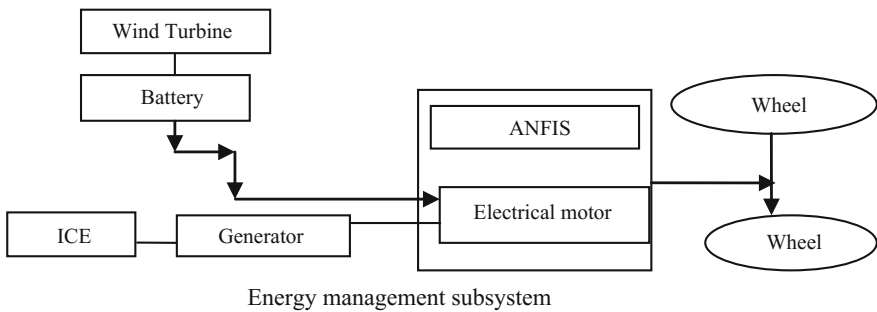 Wind Turbine
Battery
ANFIS
Wheel
Electrical motor
ICE
Generator
Wheel
Energy management subsystem